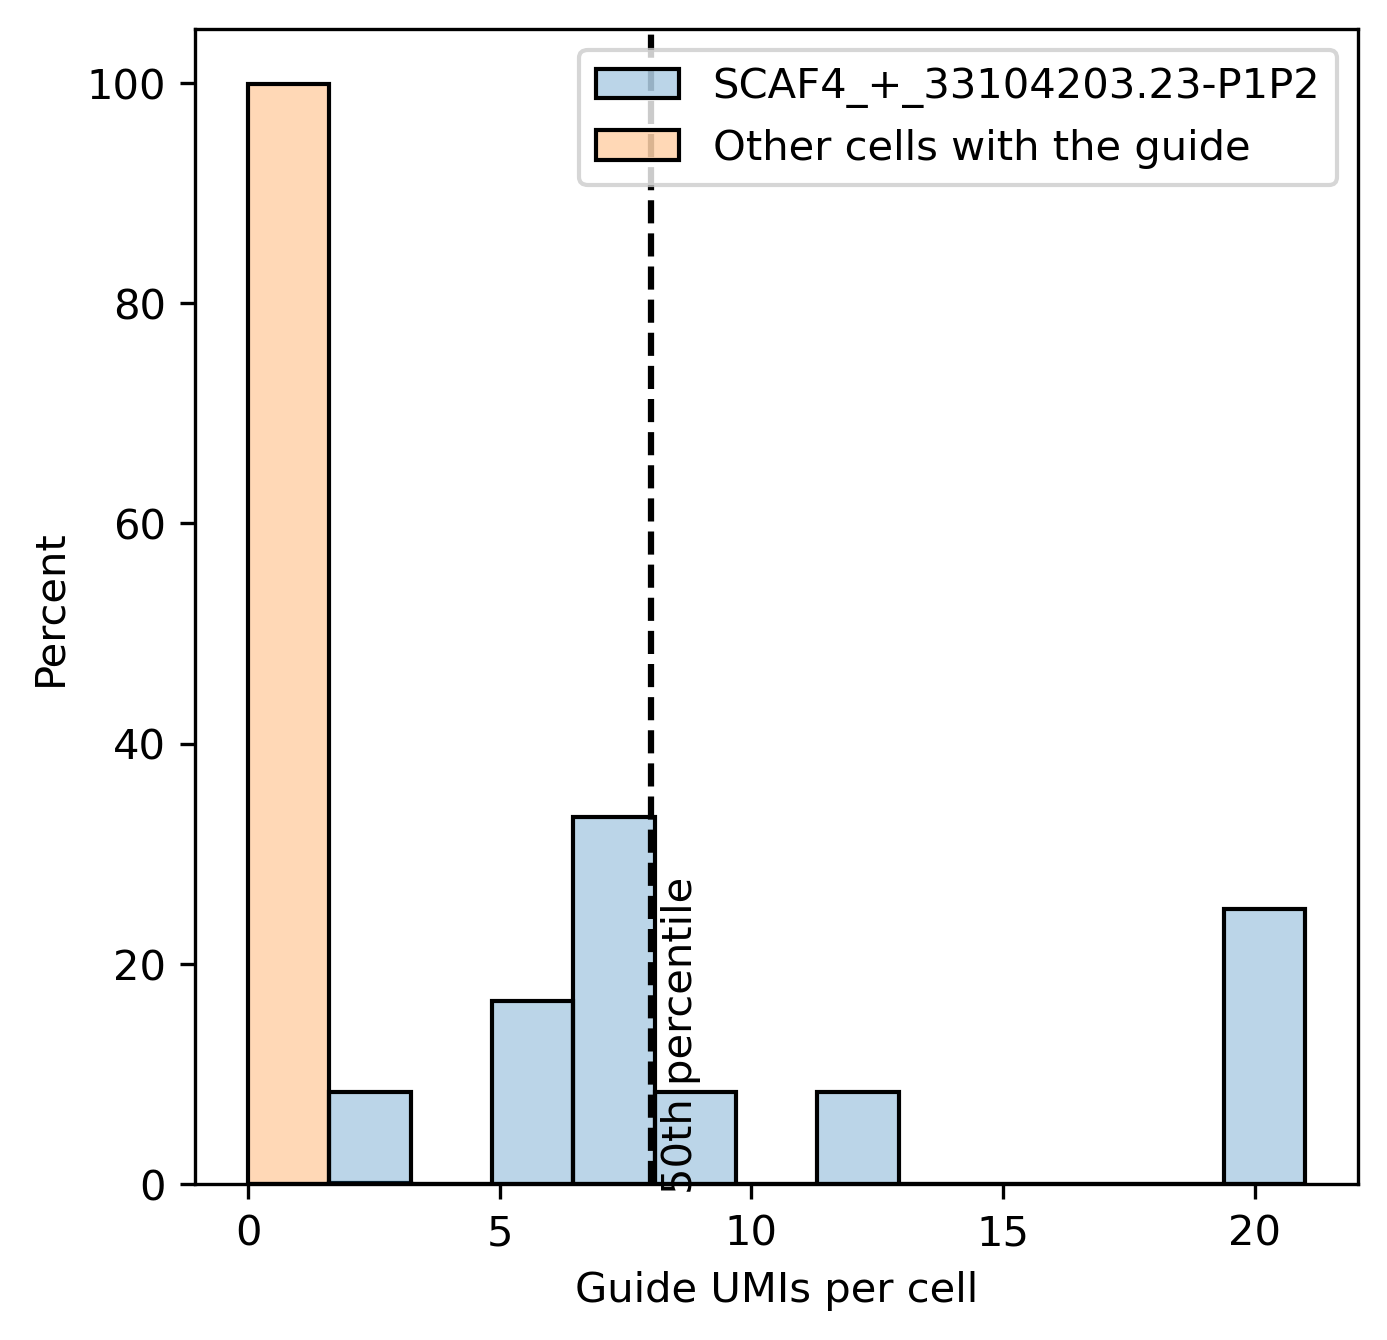 SCAF4_+_33104203.23-P1P2
Other cells with the guide
100
80
60
40
20
0
Percent
50th percentile
0 5 10 15 20
Guide UMIs per cell